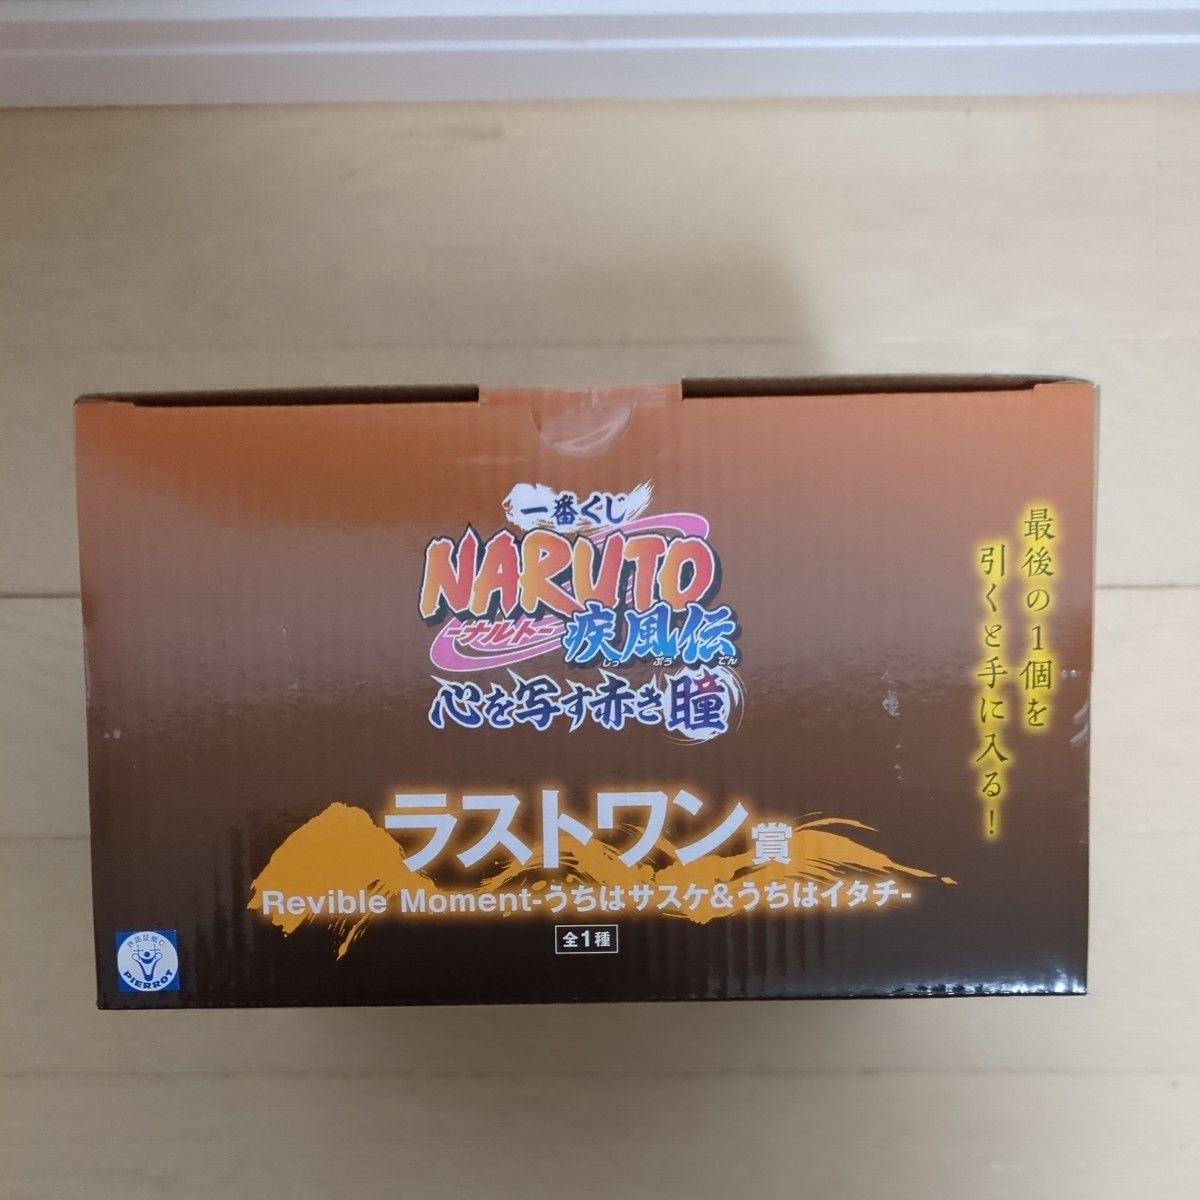 一番くじ
NARUTO
-ナルト-
疾風伝
しっ ぷう でん
心を写す赤き瞳
最後の1個を
引くと手に入る!
ラストワン賞
Revible Moment-うちはサスケ&うちはイタチ-
全1種
PIERROT